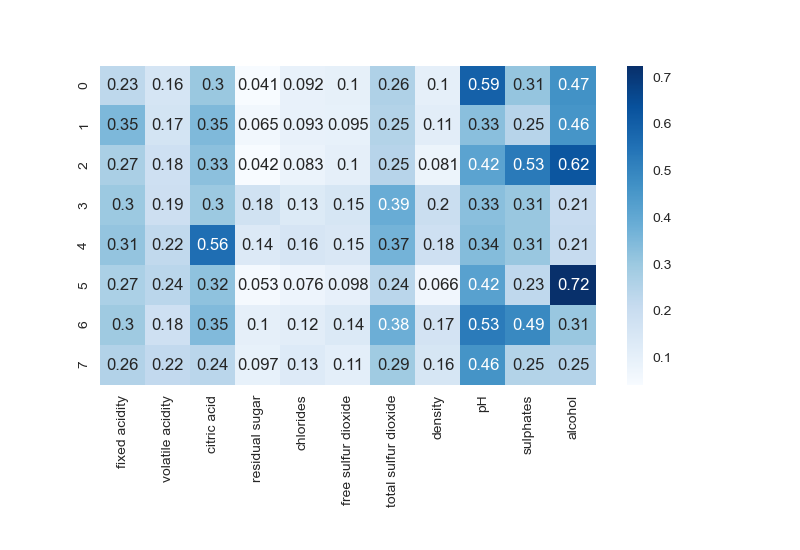 0 0.23 0.16 0.3 0.041 0.092 0.1 0.26 0.1 0.59 0.31 0.47
1 0.35 0.17 0.35 0.065 0.093 0.095 0.25 0.11 0.33 0.25 0.46
2 0.27 0.18 0.33 0.042 0.083 0.1 0.25 0.081 0.42 0.53 0.62
3 0.3 0.19 0.3 0.18 0.13 0.15 0.39 0.2 0.33 0.31 0.21
4 0.31 0.22 0.56 0.14 0.16 0.15 0.37 0.18 0.34 0.31 0.21
5 0.27 0.24 0.32 0.053 0.076 0.098 0.24 0.066 0.42 0.23 0.72
6 0.3 0.18 0.35 0.1 0.12 0.14 0.38 0.17 0.53 0.49 0.31
7 0.26 0.22 0.24 0.097 0.13 0.11 0.29 0.16 0.46 0.25 0.25
fixed acidity
volatile acidity
citric acid
residual sugar
chlorides
free sulfur dioxide
total sulfur dioxide
density
pH
sulphates
alcohol
0.7
0.6
0.5
0.4
0.3
0.2
0.1